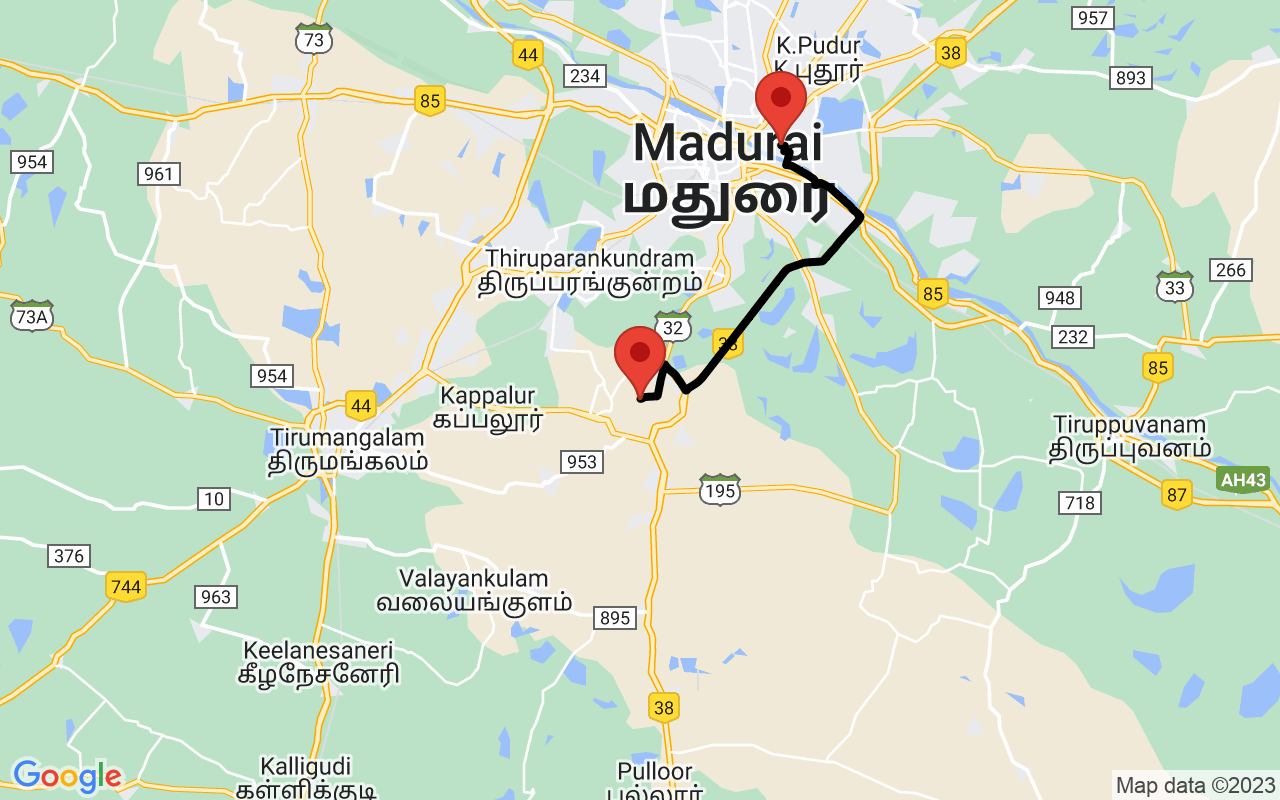 957
73
K.Pudur
44
38
K.புதூர்
234
893
85
Madurai
954
961
மதுரை
Thiruparankundram
திருப்பரங்குன்றம்
266
33
85
948
73A
32
232
38
85
954
Kappalur
44
கப்பலூர்
Tirumangalam
Tiruppuvanam
திருமங்கலம்
திருப்புவனம்
953
195
AH43
10
718
87
376
Valayankulam
744
963
வலையங்குளம்
895
Keelanesaneri
கீழநேசனேரி
38
Kalligudi
Pulloor
Google
Map data ©2023
கள்ளிக்குடி
புல்லூர்